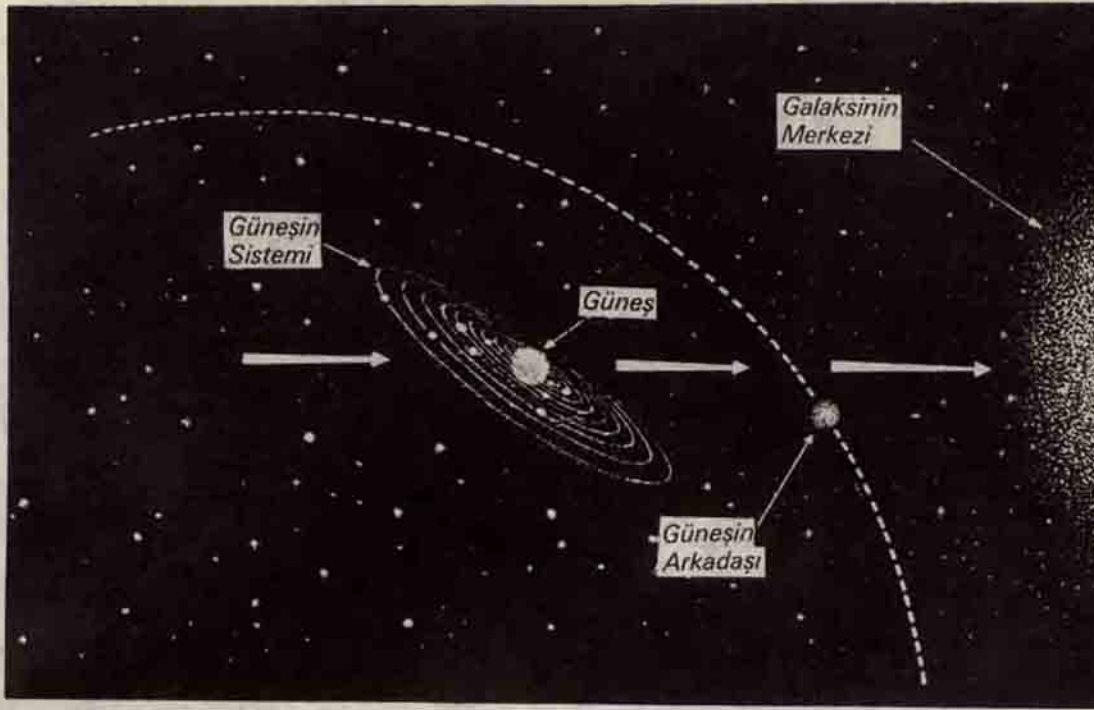 Galaksinin
Merkezi
Güneşin
Sistemi
Güneş
Güneşin
Arkadaşı